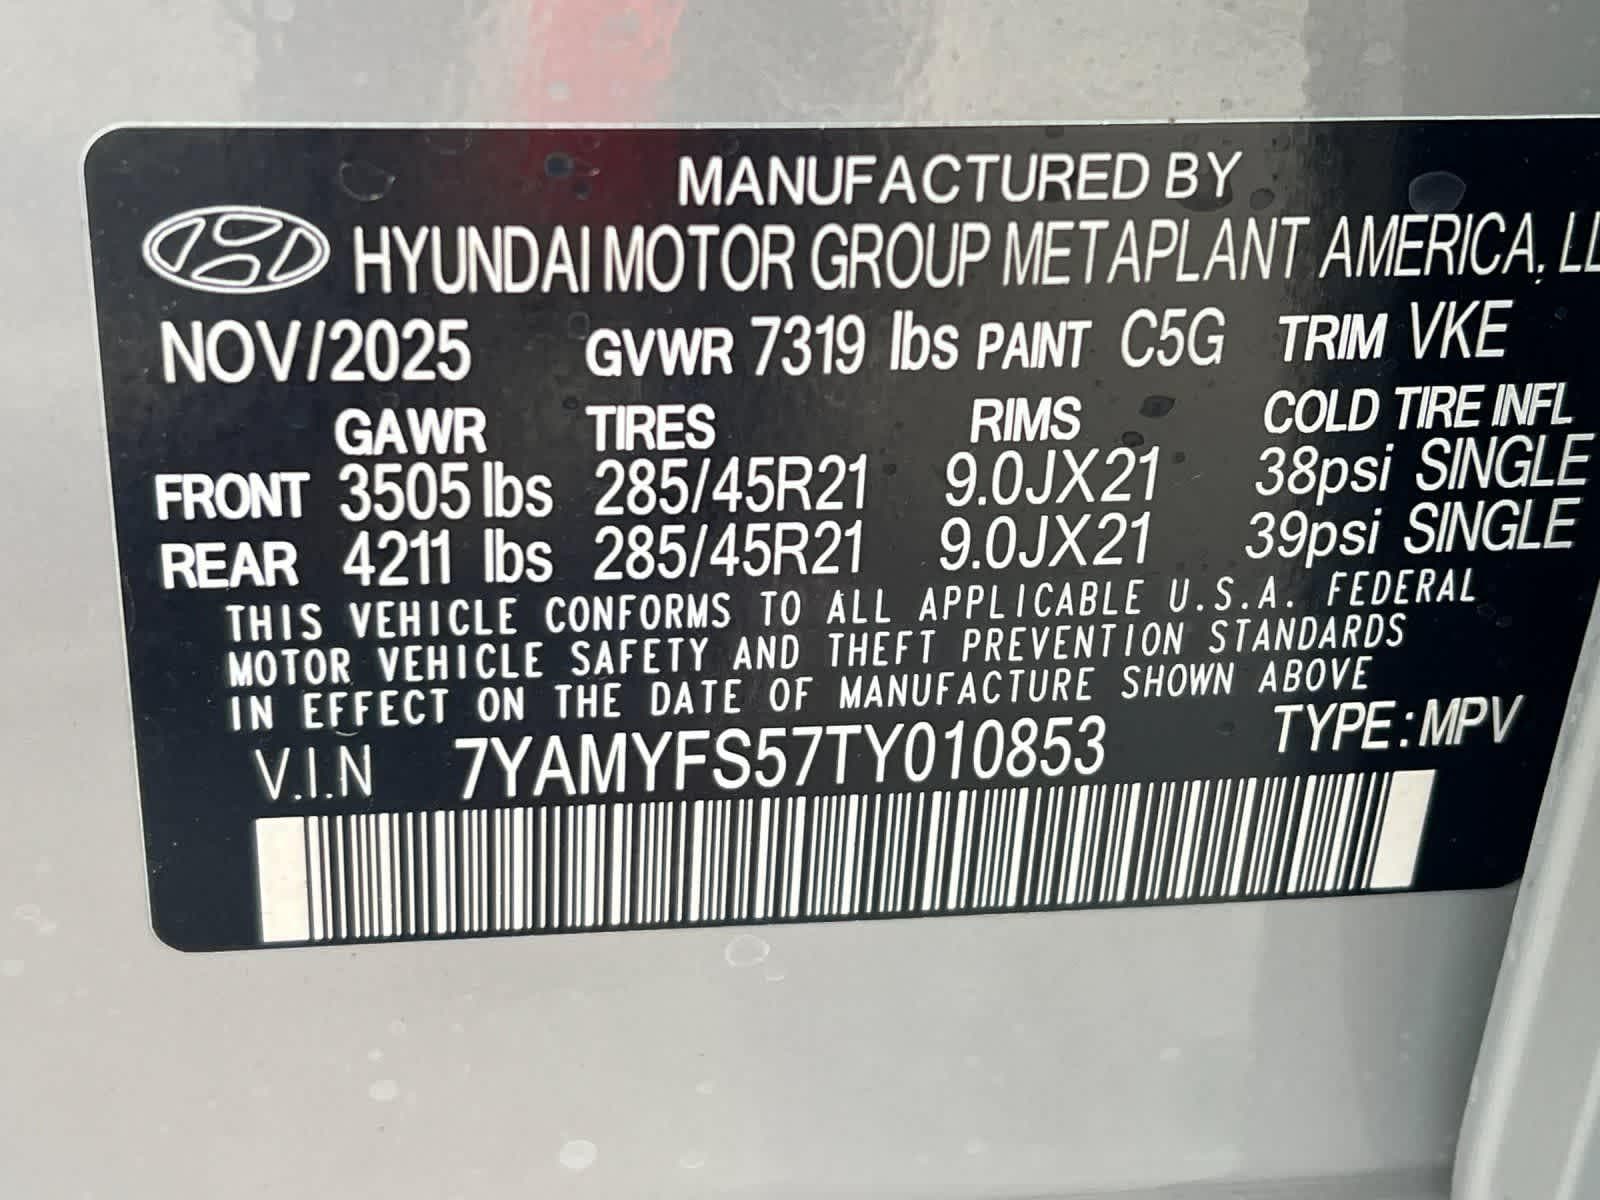 MANUFACTURED BY
HYUNDAI MOTOR GROUP METAPLANT AMERICA, LL
NOV/2025 GVWR 7319 lbs PAINT C5G TRIM VKE
GAWR TIRES RIMS COLD TIRE INFL
FRONT 3505 lbs 285/45R21 9.0JX21 38psi SINGLE
REAR 4211 lbs 285/45R21 9.0JX21 39psi SINGLE
THIS VEHICLE CONFORMS TO ALL APPLICABLE U.S.A. FEDERAL
MOTOR VEHICLE SAFETY AND THEFT PREVENTION STANDARDS
IN EFFECT ON THE DATE OF MANUFACTURE SHOWN ABOVE
V.I.N 7YAMYFS57TY010853 TYPE:MPV